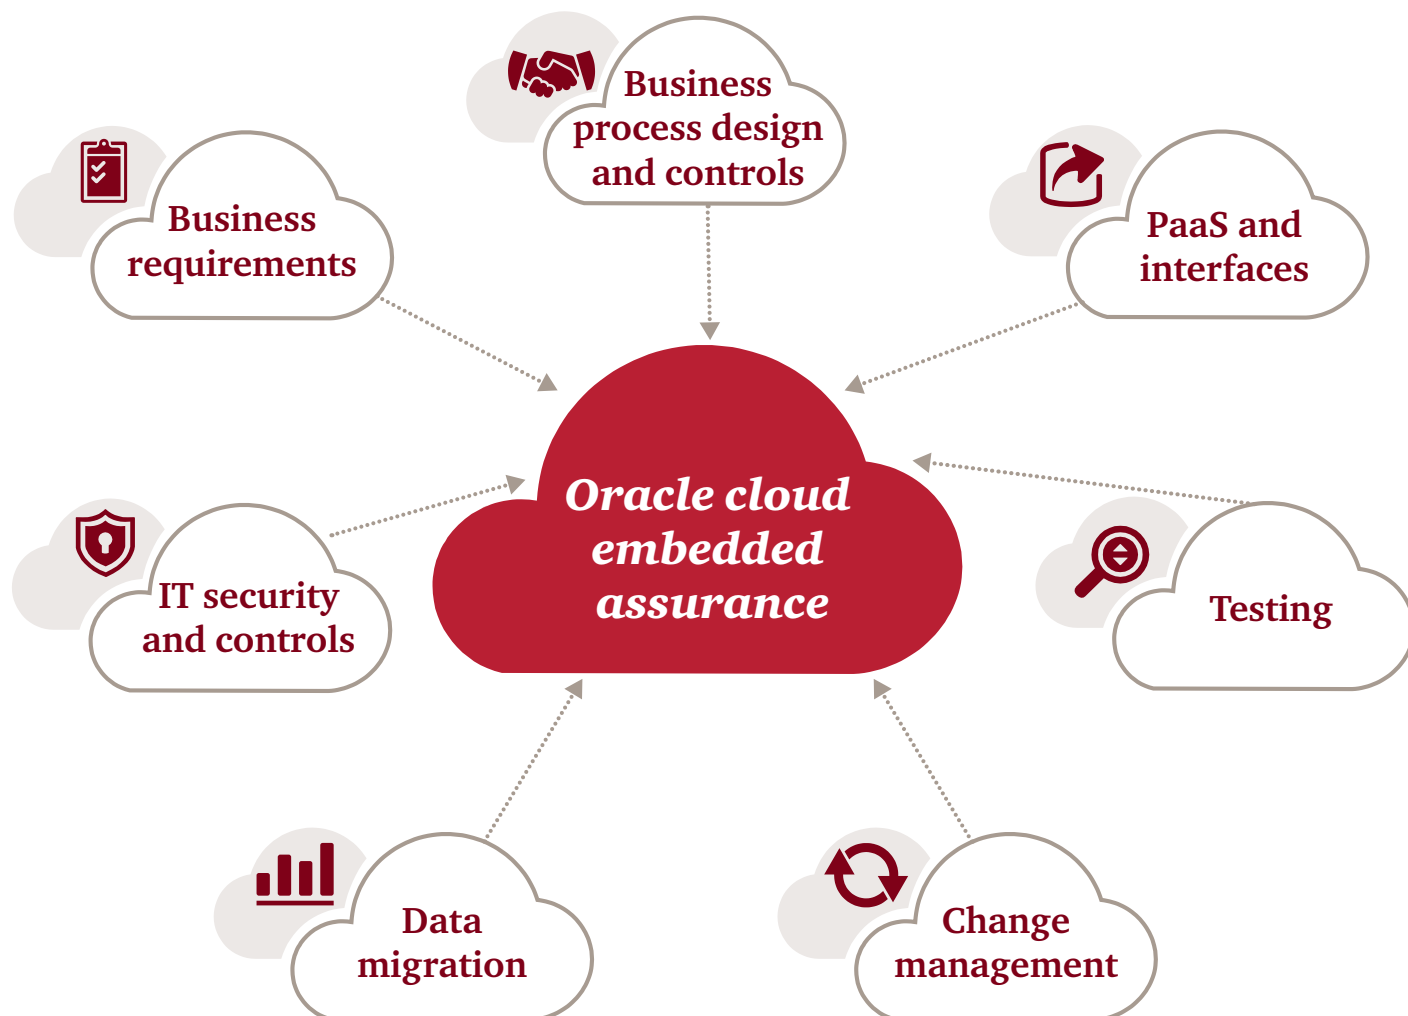 Business
process design
and controls
Business
requirements
PaaS and
interfaces
Oracle cloud
embedded
assurance
IT security
and controls
Testing
Data
migration
Change
management